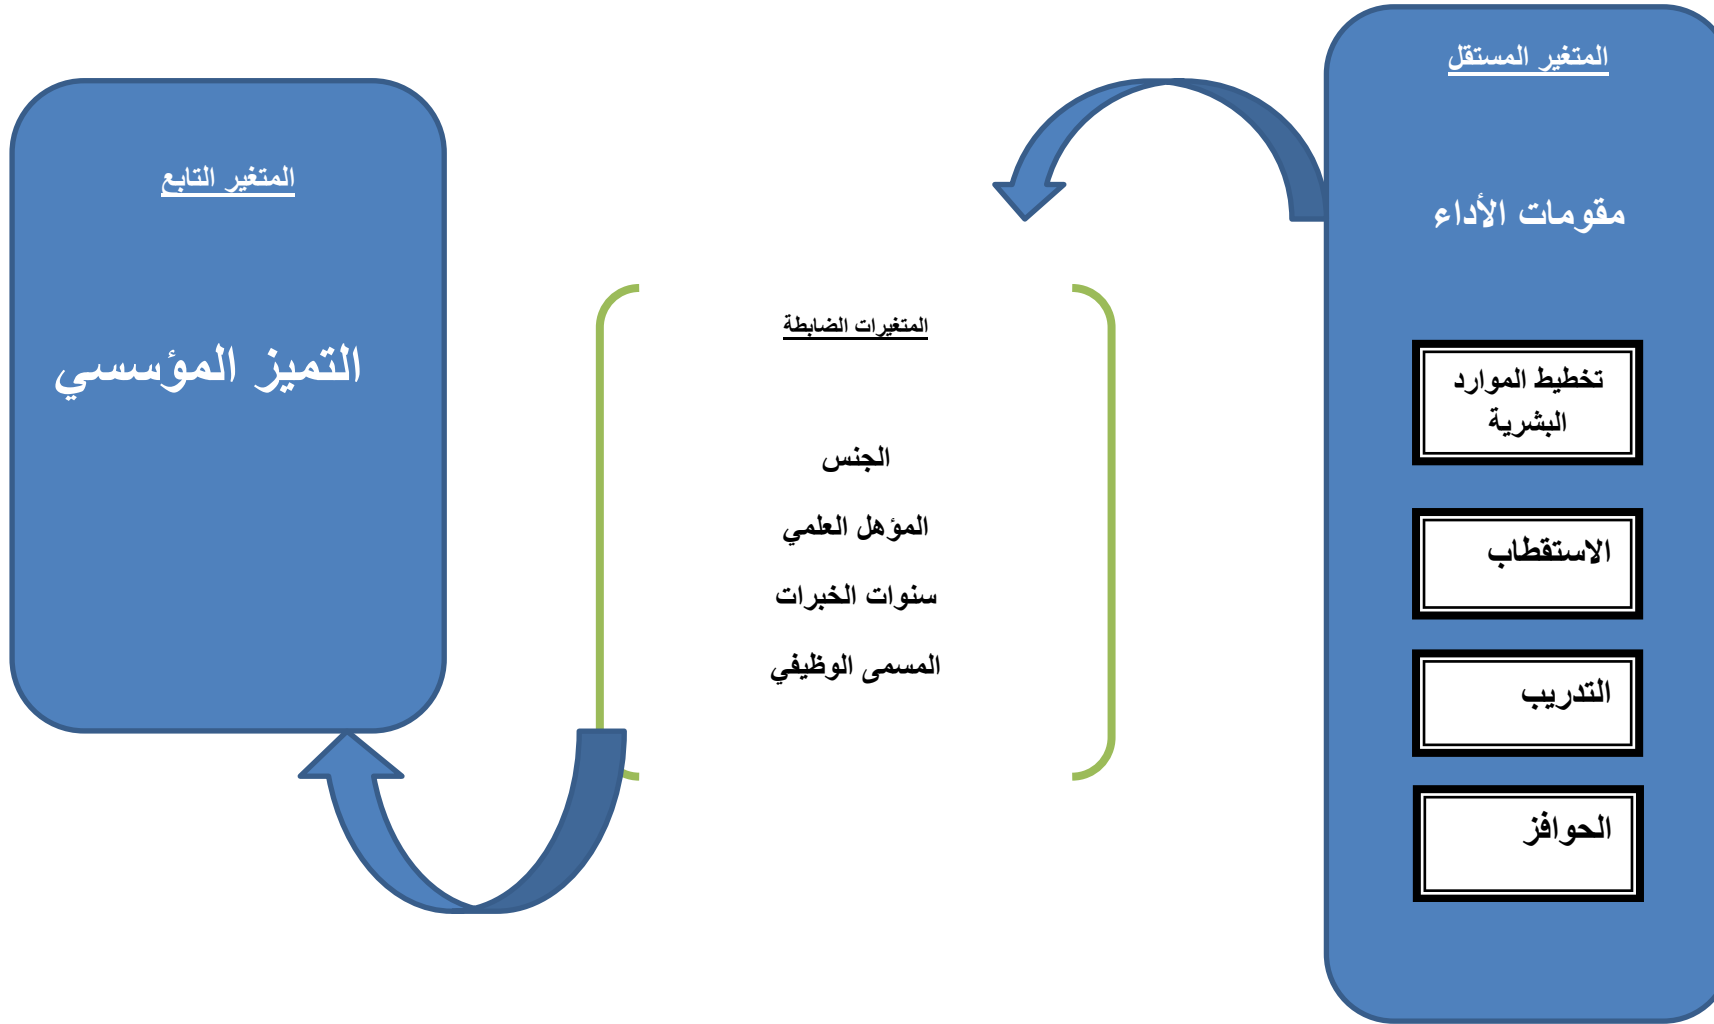 المتغير المستقل
مقومات الأداء
تخطيط الموارد
البشرية
الاستقطاب
التدريب
الحوافز
المتغيرات الضابطة
الجنس
المؤهل العلمي
سنوات الخبرات
المسمى الوظيفي
المتغير التابع
التميز المؤسسي